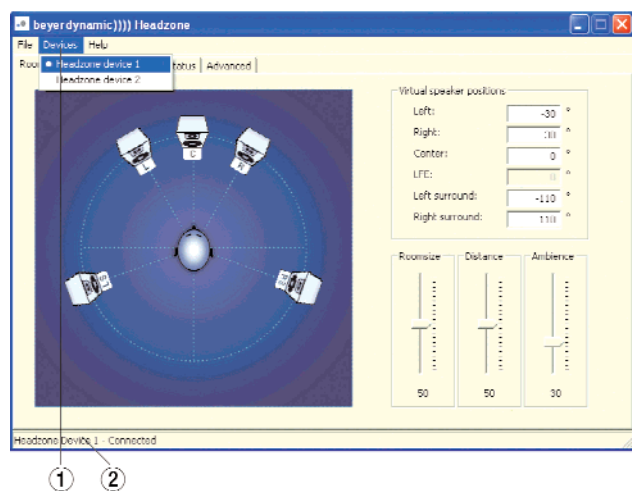 beyerdynamic)))) Headzone
File Devices Help
Headzone device 1
Headzone device 2
Roo
tatus Advanced
L
C
R
Virtual speaker positions
Left: -30 °
Right: 30 °
Center: 0 °
LFE: 0 °
Left surround: -110 °
Right surround: 110 °
Roomsize Distance Ambience
50 50 30
Headzone Device 1 - Connected
1 2